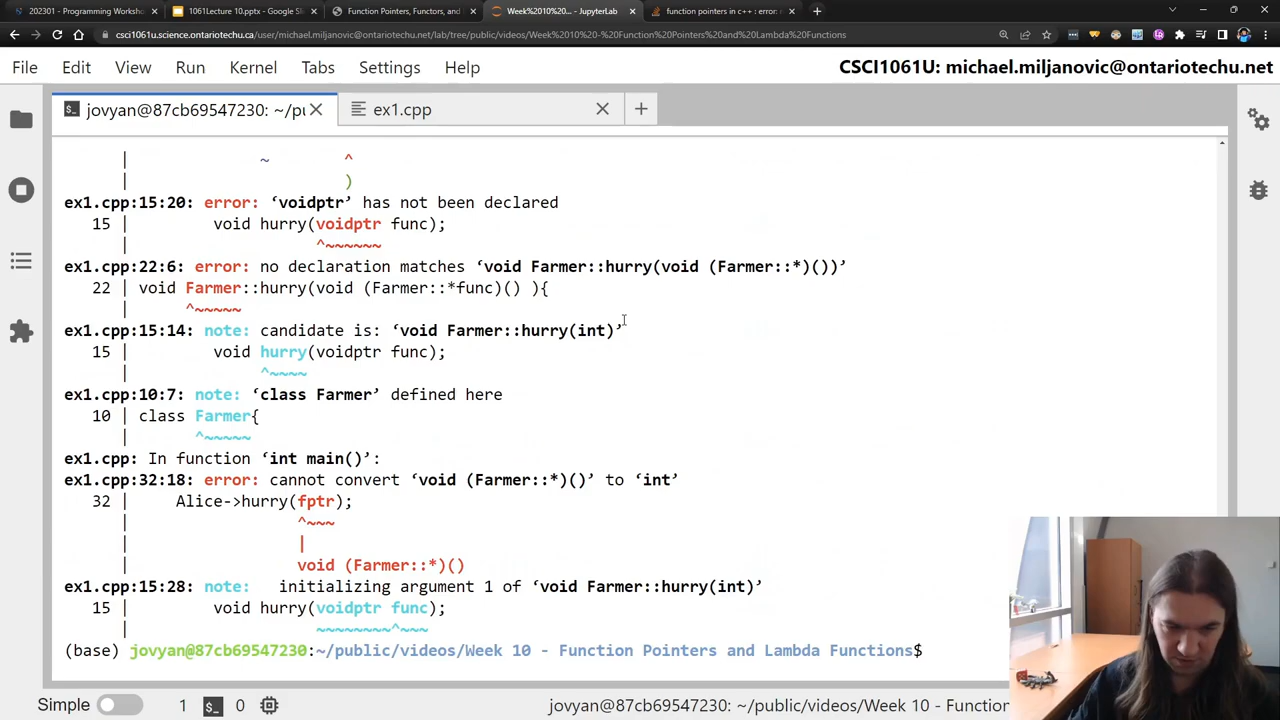 202301 - Programming Workshop
1061Lecture 10.pptx - Google Sli
Function Pointers, Functors, and
Week%2010%20... - JupyterLab
function pointers in c++ : error: m
csci1061u.science.ontariotechu.ca/user/michael.miljanovic@ontariotechu.net/lab/tree/public/videos/Week%2010%20-%20Function%20Pointers%20and%20Lambda%20Functions
File Edit View Run Kernel Tabs Settings Help CSCI1061U: michael.miljanovic@ontariotechu.net
jovyan@87cb69547230: ~/pu
ex1.cpp
| ~ ^
| )
ex1.cpp:15:20: error: ‘voidptr’ has not been declared
15 | void hurry(voidptr func);
| ^~~~~~~
ex1.cpp:22:6: error: no declaration matches ‘void Farmer::hurry(void (Farmer::*)())’
22 | void Farmer::hurry(void (Farmer::*func)() ){
| ^~~~~~
ex1.cpp:15:14: note: candidate is: ‘void Farmer::hurry(int)’
15 | void hurry(voidptr func);
| ^~~~~
ex1.cpp:10:7: note: ‘class Farmer’ defined here
10 | class Farmer{
| ^~~~~~
ex1.cpp: In function ‘int main()’:
ex1.cpp:32:18: error: cannot convert ‘void (Farmer::*)()’ to ‘int’
32 | Alice->hurry(fptr);
| ^~~~
| |
| void (Farmer::*)()
ex1.cpp:15:28: note: initializing argument 1 of ‘void Farmer::hurry(int)’
15 | void hurry(voidptr func);
| ~~~~~~~~^~~~
(base) jovyan@87cb69547230:~/public/videos/Week 10 - Function Pointers and Lambda Functions$
Simple 1 0 jovyan@87cb69547230: ~/public/videos/Week 10 - Function